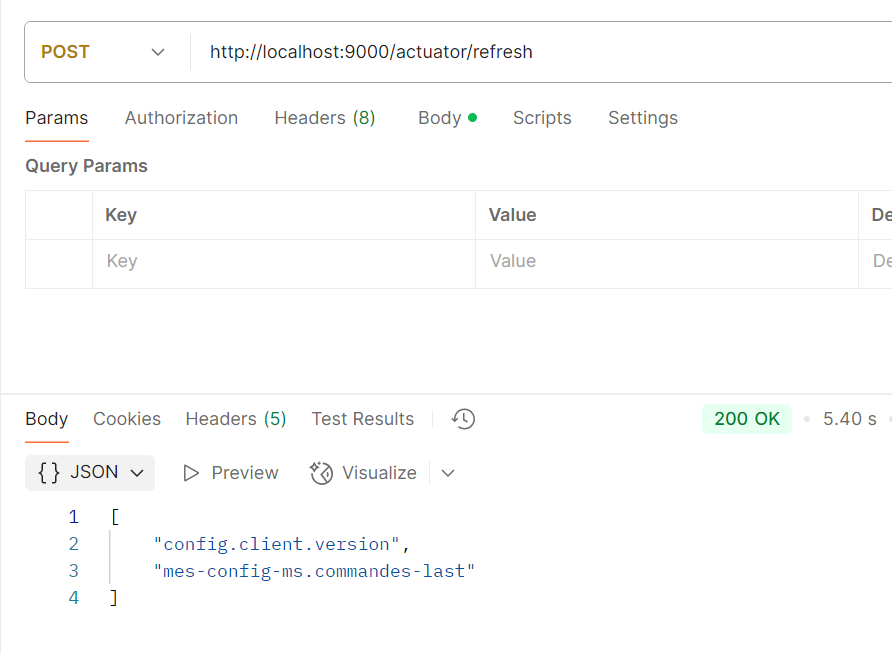 POST http://localhost:9000/actuator/refresh
Params Authorization Headers (8) Body Scripts Settings
Query Params
Key Value De
Key Value De
Body Cookies Headers (5) Test Results 200 OK • 5.40 s
{} JSON Preview Visualize
1 [
2 "config.client.version",
3 "mes-config-ms.commandes-last"
4 ]